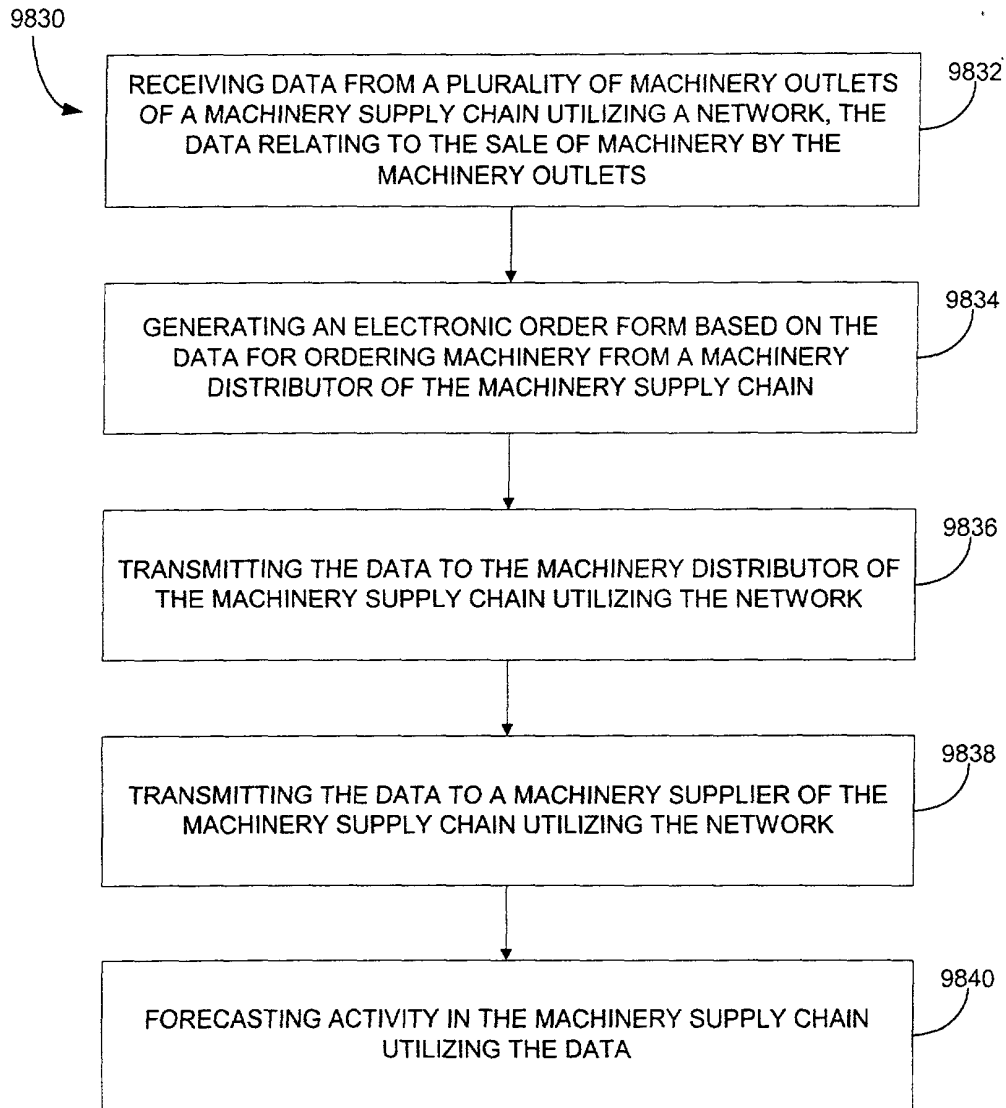 9830
RECEIVING DATA FROM A PLURALITY OF MACHINERY OUTLETS
OF A MACHINERY SUPPLY CHAIN UTILIZING A NETWORK, THE
DATA RELATING TO THE SALE OF MACHINERY BY THE
MACHINERY OUTLETS
9832
GENERATING AN ELECTRONIC ORDER FORM BASED ON THE
DATA FOR ORDERING MACHINERY FROM A MACHINERY
DISTRIBUTOR OF THE MACHINERY SUPPLY CHAIN
9834
TRANSMITTING THE DATA TO THE MACHINERY DISTRIBUTOR OF
THE MACHINERY SUPPLY CHAIN UTILIZING THE NETWORK
9836
TRANSMITTING THE DATA TO A MACHINERY SUPPLIER OF THE
MACHINERY SUPPLY CHAIN UTILIZING THE NETWORK
9838
FORECASTING ACTIVITY IN THE MACHINERY SUPPLY CHAIN
UTILIZING THE DATA
9840